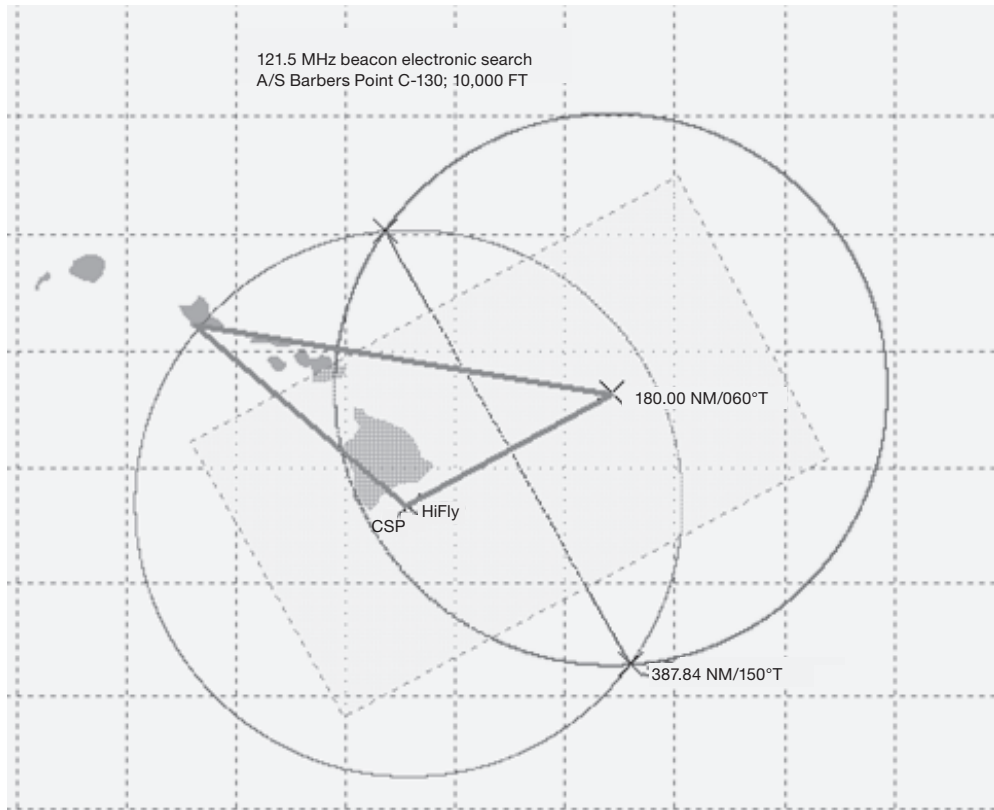 121.5 MHz beacon electronic search
A/S Barbers Point C-130; 10,000 FT
180.00 NM/060°T
HiFly
CSP
387.84 NM/150°T